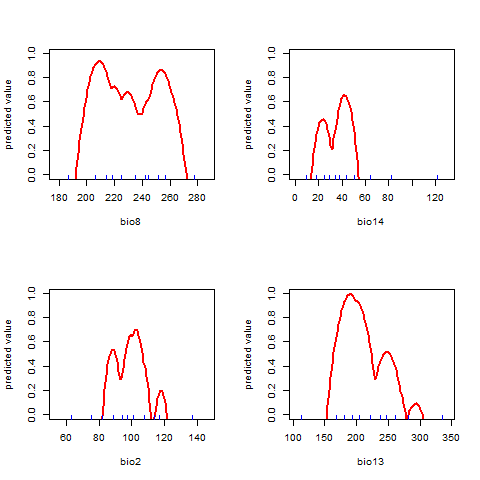 predicted value
0.0 0.2 0.4 0.6 0.8 1.0
180 200 220 240 260 280
bio8
predicted value
0.0 0.2 0.4 0.6 0.8 1.0
0 20 40 60 80 120
bio14
predicted value
0.0 0.2 0.4 0.6 0.8 1.0
60 80 100 120 140
bio2
predicted value
0.0 0.2 0.4 0.6 0.8 1.0
100 150 200 250 300 350
bio13